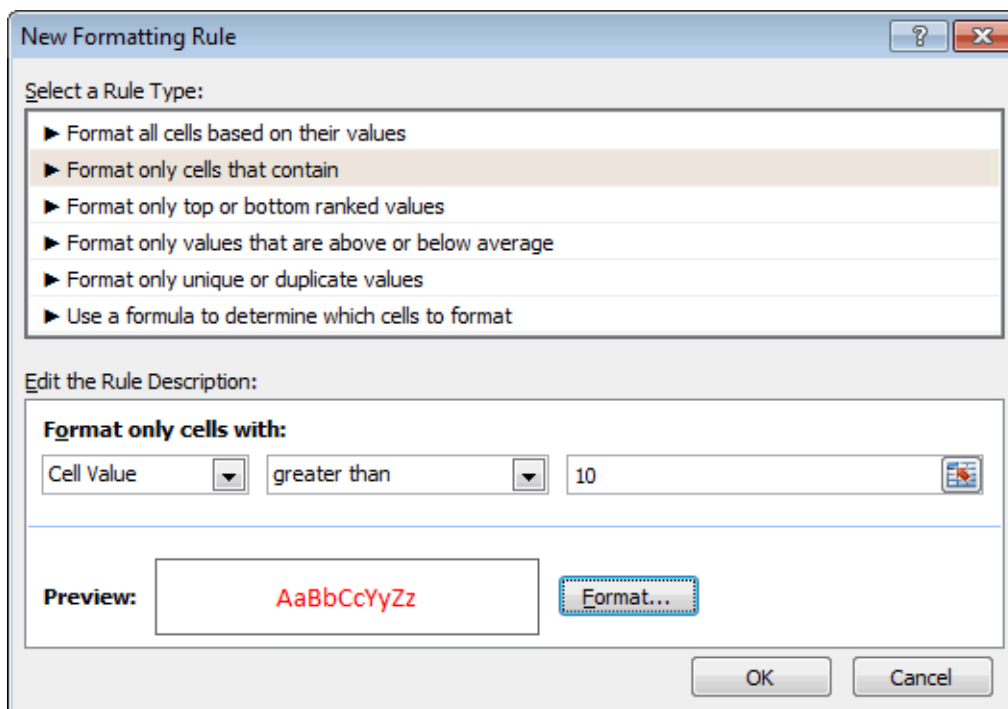 New Formatting Rule
?
Select a Rule Type:
► Format all cells based on their values
► Format only cells that contain
► Format only top or bottom ranked values
► Format only values that are above or below average
► Format only unique or duplicate values
► Use a formula to determine which cells to format
Edit the Rule Description:
Format only cells with:
Cell Value greater than 10
Preview: AaBbCcYyZz Format...
OK Cancel